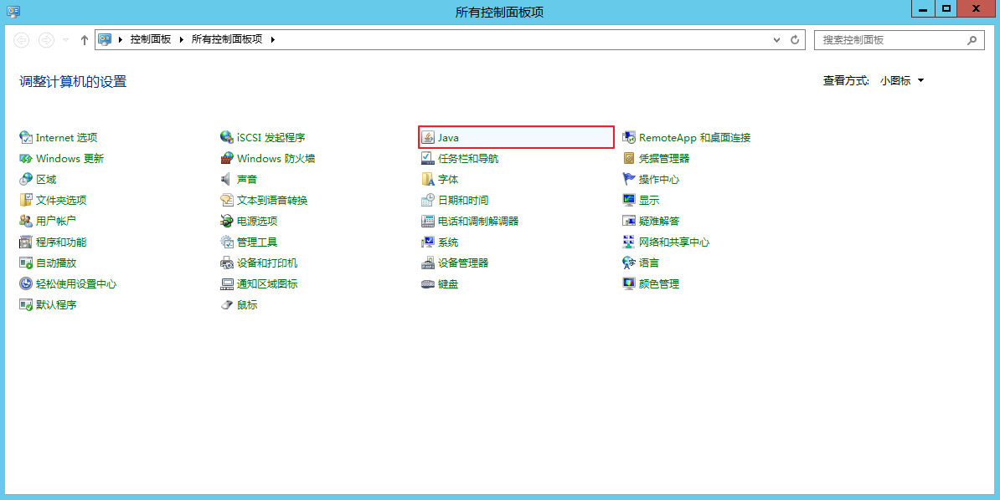 所有控制面板项
控制面板 所有控制面板项
搜索控制面板
调整计算机的设置
查看方式: 小图标
Internet 选项 iSCSI 发起程序 Java RemoteApp 和桌面连接
Windows 更新 Windows 防火墙 任务栏和导航 凭据管理器
区域 声音 字体 操作中心
文件夹选项 文本到语音转换 日期和时间 显示
用户帐户 电源选项 电话和调制解调器 疑难解答
程序和功能 管理工具 系统 网络和共享中心
自动播放 设备和打印机 设备管理器 语言
轻松使用设置中心 通知区域图标 键盘 颜色管理
默认程序 鼠标